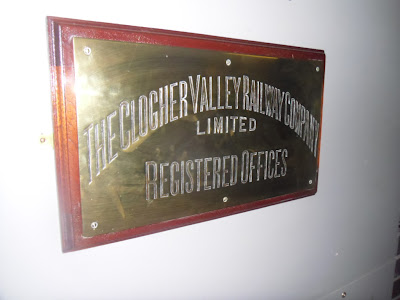 THE CLOGHER VALLEY RAILWAY COMPANY
LIMITED
REGISTERED OFFICES